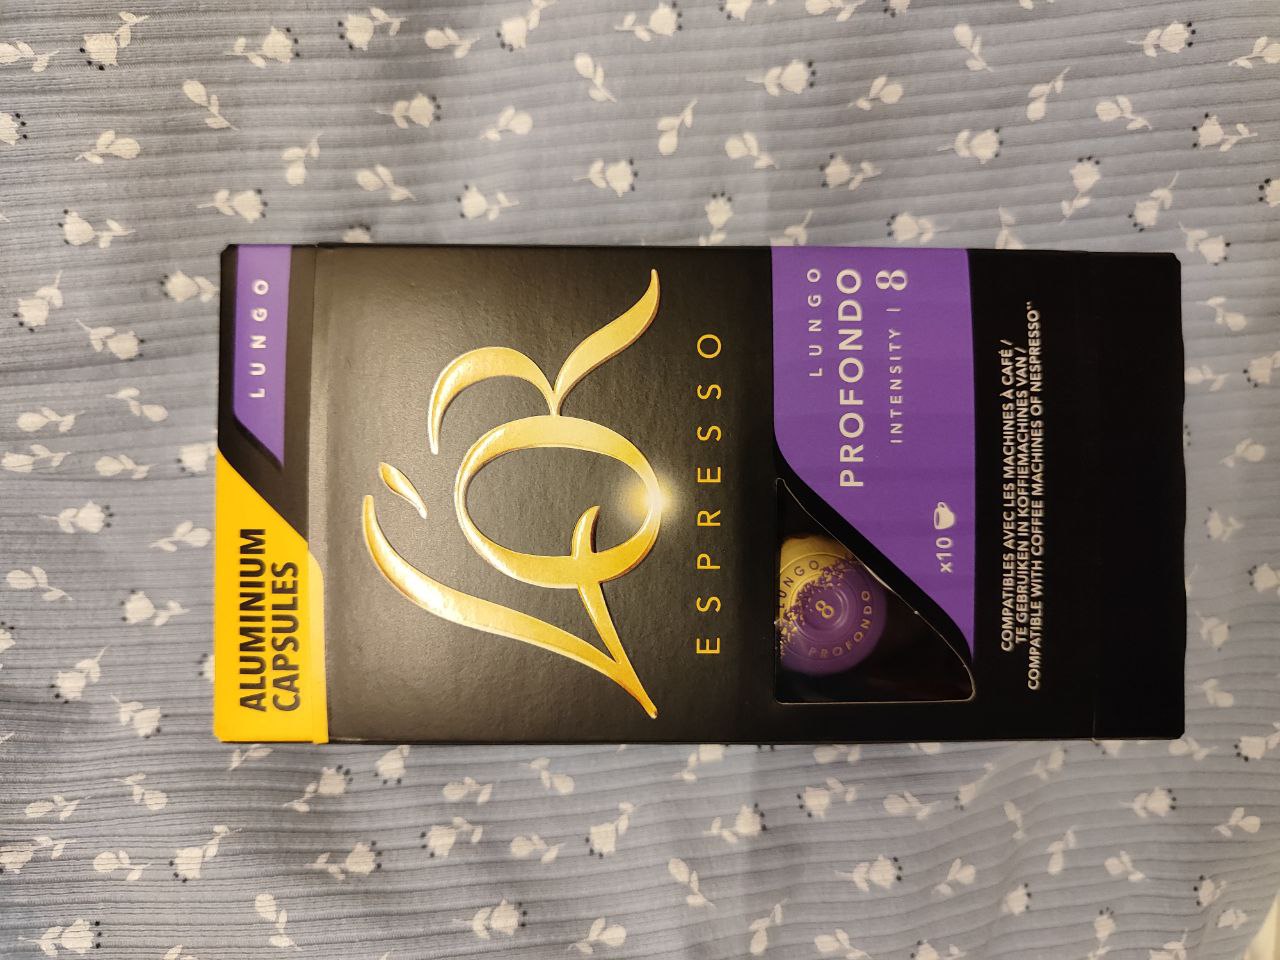 ALUMINIUM
CAPSULES
LUNGO
L'OR
ESPRESSO
LUNGO
PROFONDO
INTENSITY | 8
LUNGO
8
PROFONDO
x10
COMPATIBLES AVEC LES MACHINES À CAFÉ /
TE GEBRUIKEN IN KOFFIEMACHINES VAN /
COMPATIBLE WITH COFFEE MACHINES OF NESPRESSO**